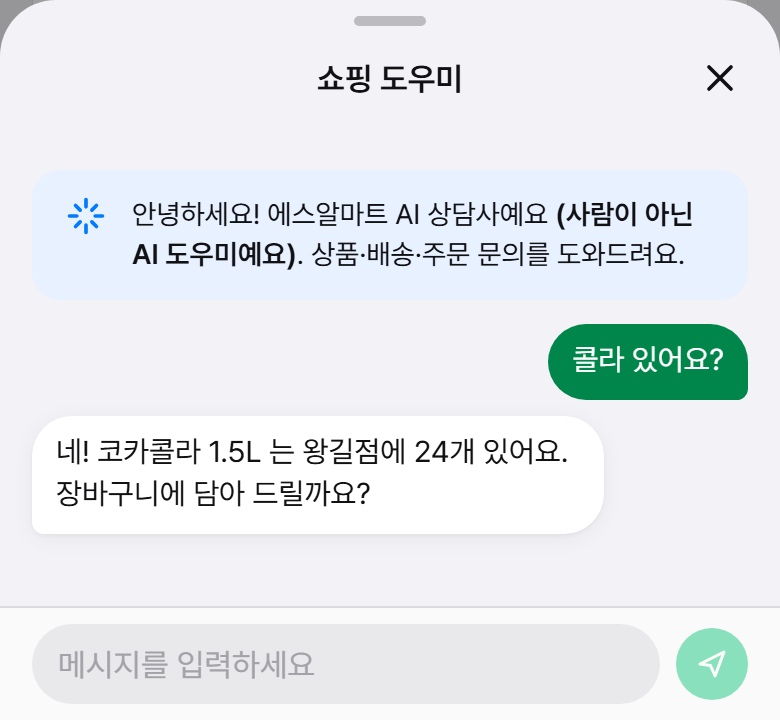 쇼핑 도우미
안녕하세요! 에스알마트 AI 상담사예요 (사람이 아닌
AI 도우미예요). 상품·배송·주문 문의를 도와드려요.
콜라 있어요?
네! 코카콜라 1.5L 는 왕길점에 24개 있어요.
장바구니에 담아 드릴까요?
메시지를 입력하세요